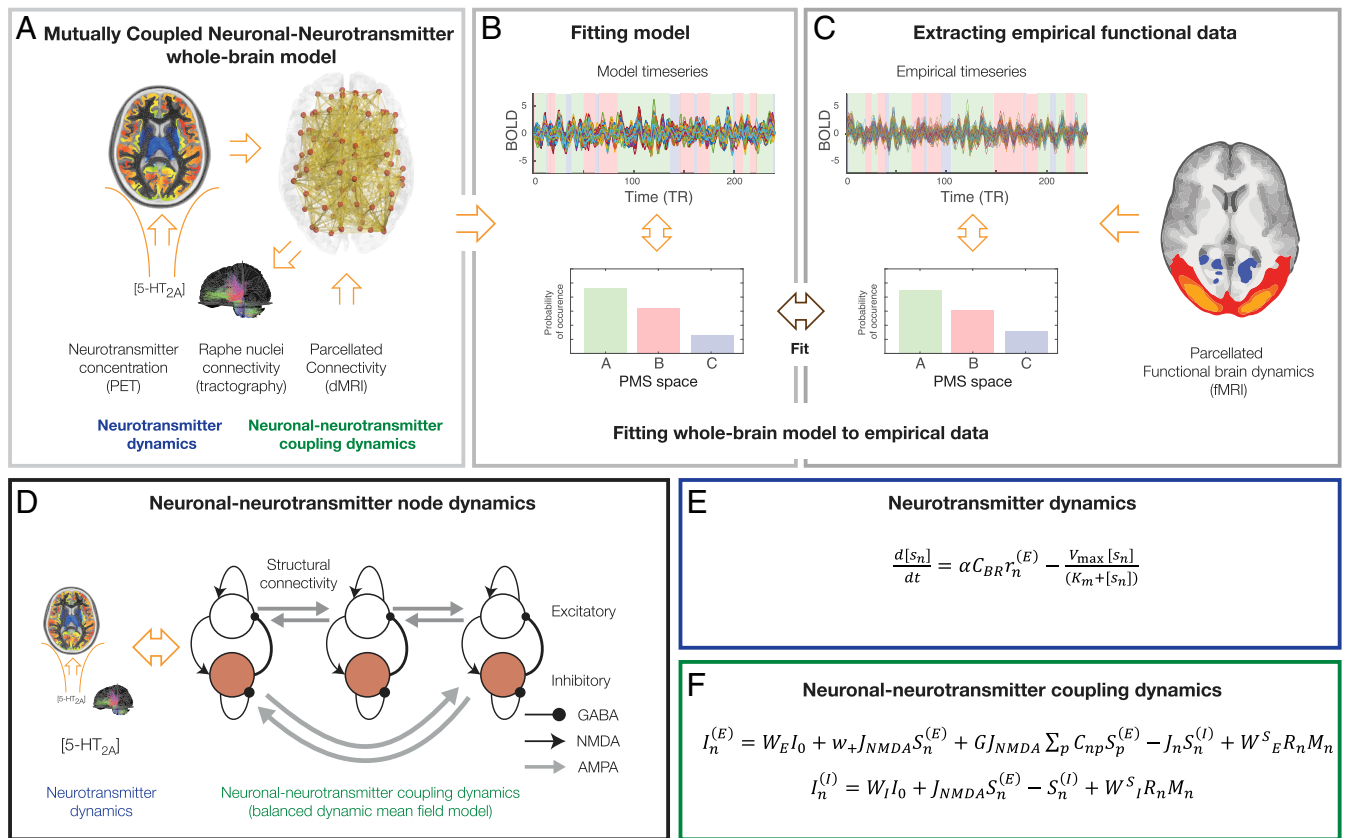 A
Mutually Coupled Neuronal-Neurotransmitter
whole-brain model
[5-HT2A]
Neurotransmitter
concentration
(PET)
Raphe nuclei
connectivity
(tractography)
Parcellated
Connectivity
(dMRI)
Neurotransmitter
dynamics
Neuronal-neurotransmitter
coupling dynamics
B
Fitting model
Model timeseries
BOLD
5
0
-5
0
100
200
Time (TR)
Probability
of occurence
A
B
C
PMS space
Fit
C
Extracting empirical functional data
Empirical timeseries
BOLD
5
0
-5
0
100
200
Time (TR)
Probability
of occurence
A
B
C
PMS space
Parcellated
Functional brain dynamics
(fMRI)
Fitting whole-brain model to empirical data
D
Neuronal-neurotransmitter node dynamics
[5-HT2A]
[5-HT2A]
Neurotransmitter
dynamics
Structural
connectivity
Excitatory
Inhibitory
GABA
NMDA
AMPA
Neuronal-neurotransmitter coupling dynamics
(balanced dynamic mean field model)
E
Neurotransmitter dynamics
d[s_n]/dt = αC_BR r_n^(E) − V_max[s_n]/(K_m+[s_n])
F
Neuronal-neurotransmitter coupling dynamics
I_n^(E) = W_E I_0 + w_+ J_NMDA S_n^(E) + G J_NMDA ∑_p C_np S_p^(E) − J_n S_n^(I) + W^S_E R_n M_n
I_n^(I) = W_I I_0 + J_NMDA S_n^(E) − S_n^(I) + W^S_I R_n M_n